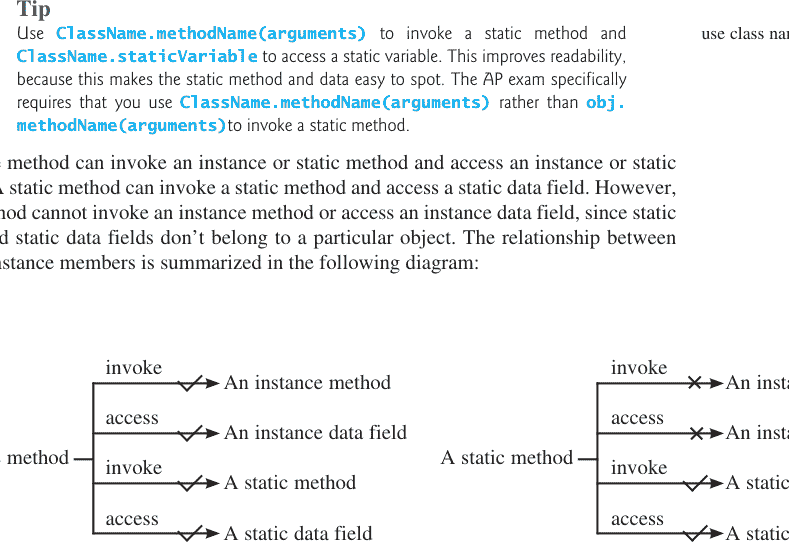 Tip
Use ClassName.methodName(arguments) to invoke a static method and
use class
ClassName.staticVariable to access a static variable. This improves readability,
because this makes the static method and data easy to spot. The AP exam specifically
requires that you use ClassName.methodName(arguments) rather than obj.
methodName(arguments)to invoke a static method.
method can invoke an instance or static method and access an instance or static
A static method can invoke a static method and access a static data field. However,
cannot invoke an instance method or access an instance data field, since static
static data fields don't belong to a particular object. The relationship between
members is summarized in the following diagram:
invoke
An instance method
access
An instance data field
method
invoke
A static method
access
A static data field
A static method
invoke
An
access
An
invoke
A static
access
A static